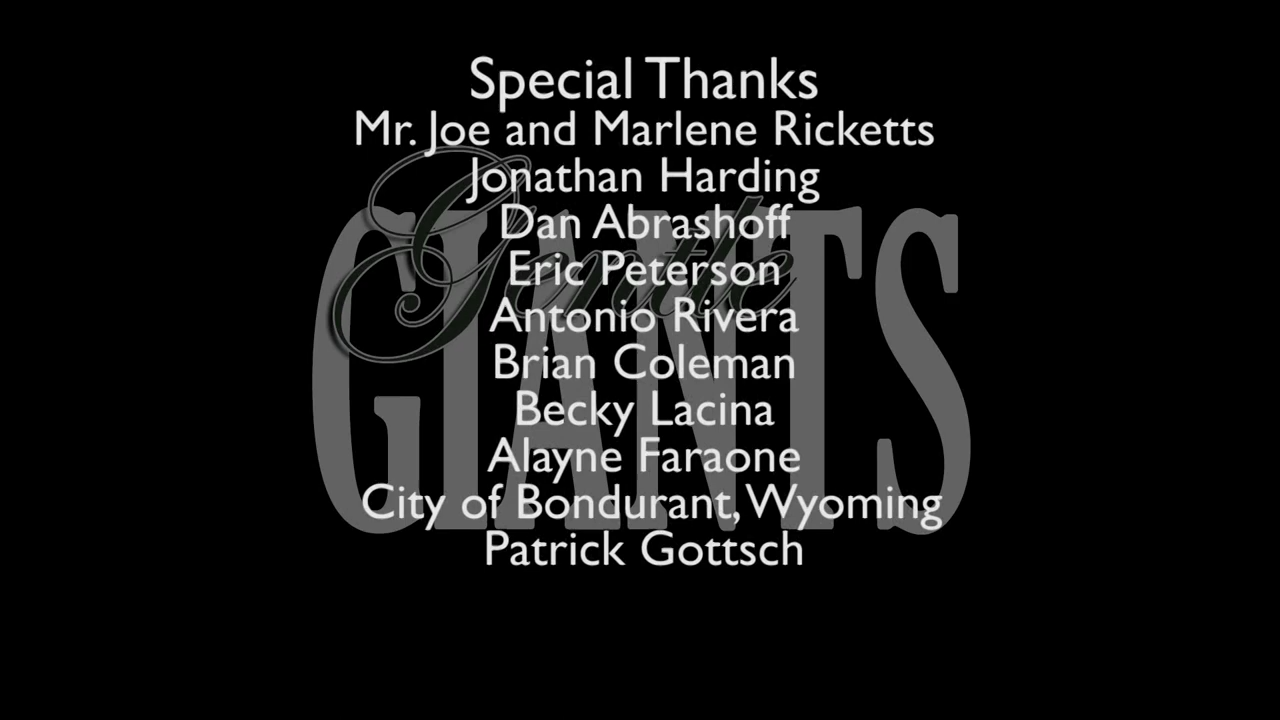 Special Thanks
Mr. Joe and Marlene Ricketts
Jonathan Harding
Dan Abrashoff
Eric Peterson
Antonio Rivera
Brian Coleman
Becky Lacina
Alayne Faraone
City of Bondurant, Wyoming
Patrick Gottsch
Gentle
GIANTS